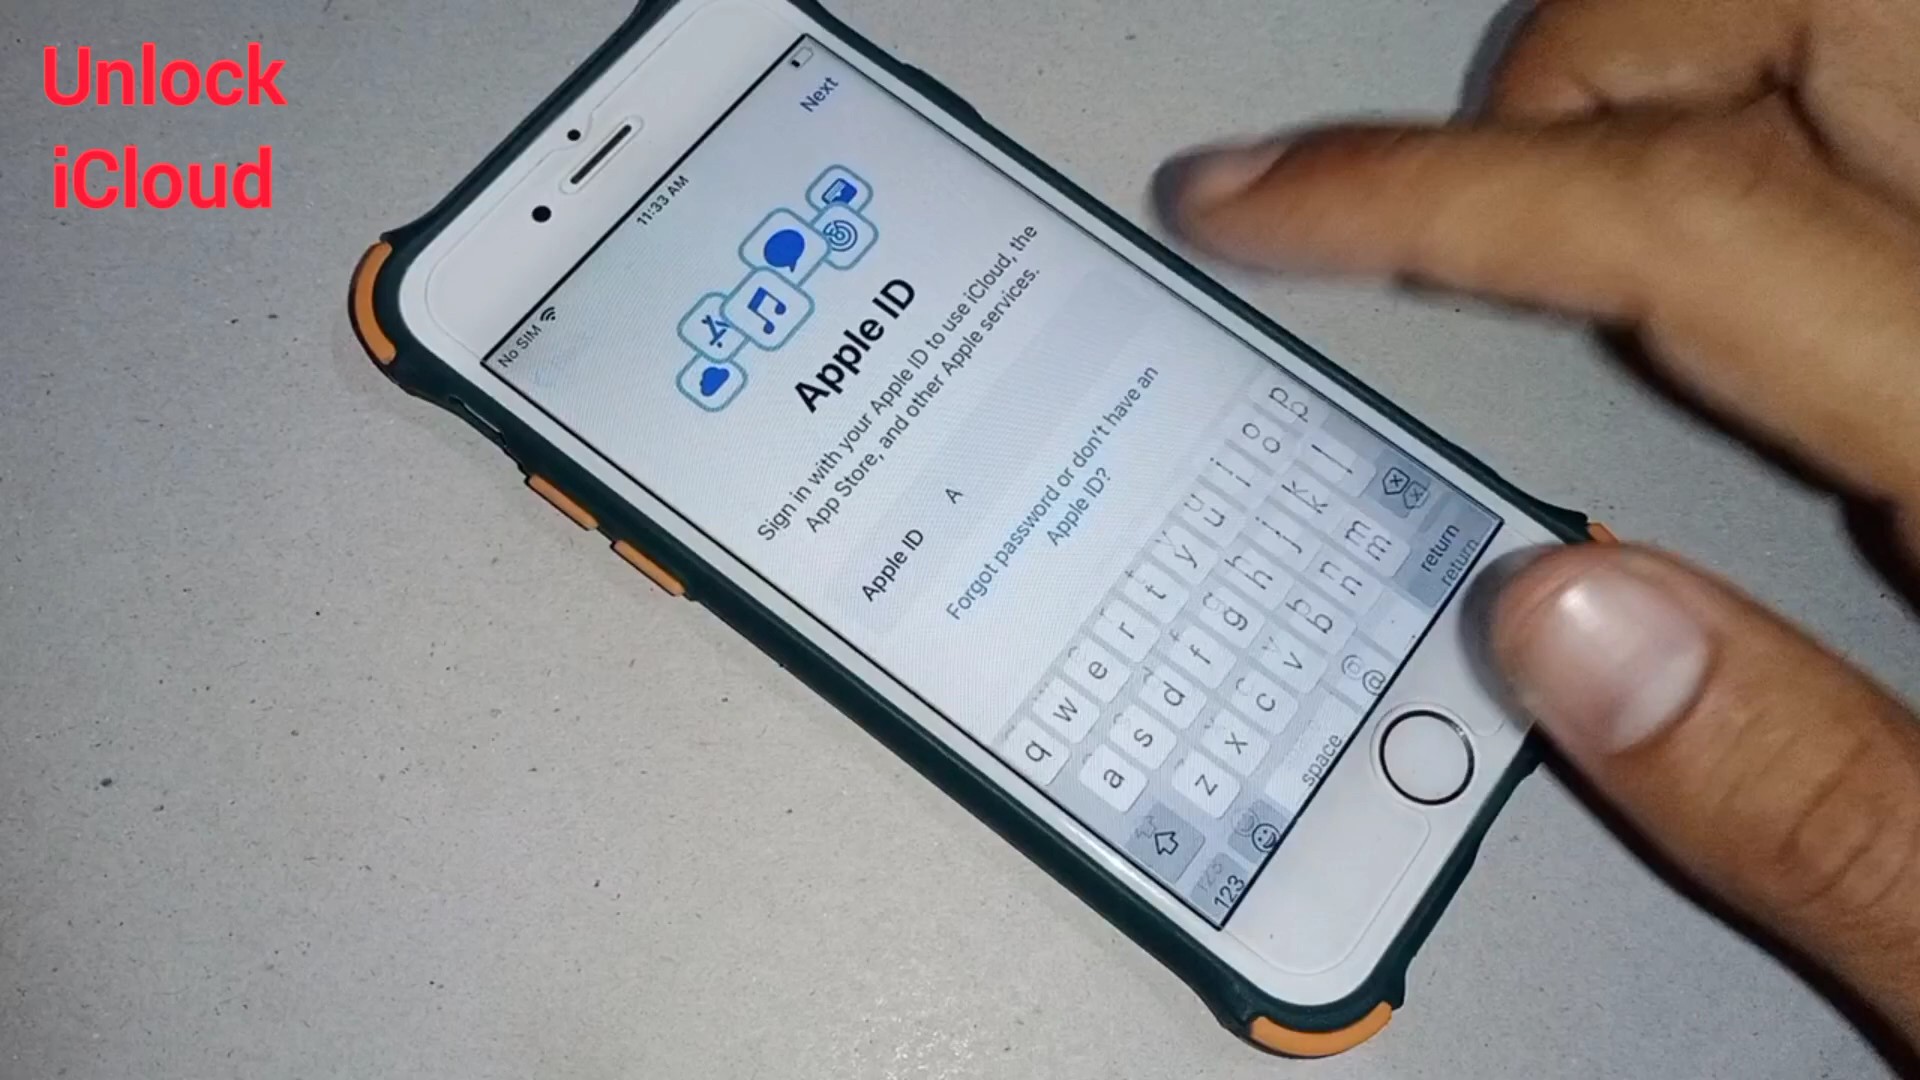 Unlock
iCloud
No SIM
11:33 AM
Next
Apple ID
Sign in with your Apple ID to use iCloud, the
App Store, and other Apple services.
Apple ID A
Forgot password or don't have an
Apple ID?
q w e r t y u i o p
a s d f g h j k l
z x c v b n m
123 space @ return